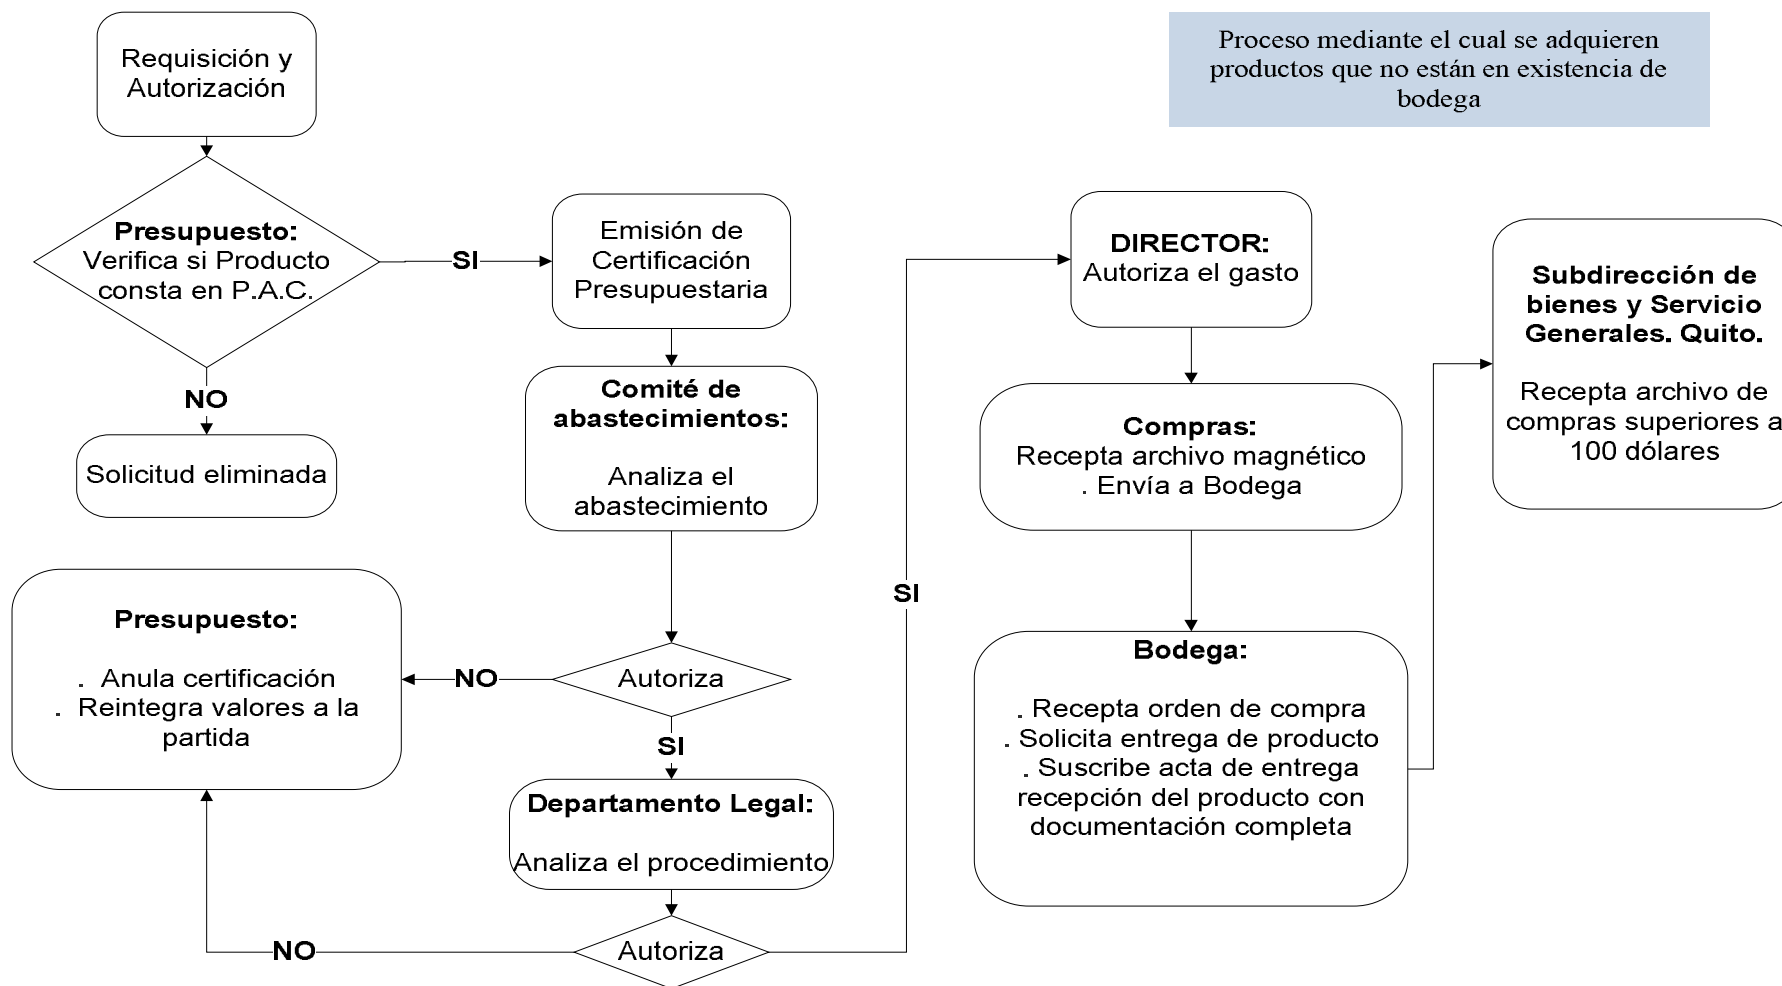 Requisición y
Autorización
Proceso mediante el cual se adquieren
productos que no están en existencia de
bodega
Presupuesto:
Verifica si Producto
consta en P.A.C.
SI
NO
Solicitud eliminada
Emisión de
Certificación
Presupuestaria
Comité de
abastecimientos:
Analiza el
abastecimiento
Autoriza
NO
SI
Presupuesto:
. Anula certificación
. Reintegra valores a la
partida
Departamento Legal:
Analiza el procedimiento
Autoriza
NO
SI
DIRECTOR:
Autoriza el gasto
Compras:
Recepta archivo magnético
. Envía a Bodega
Bodega:
. Recepta orden de compra
. Solicita entrega de producto
. Suscribe acta de entrega
recepción del producto con
documentación completa
Subdirección de
bienes y Servicio
Generales. Quito.
Recepta archivo de
compras superiores a
100 dólares